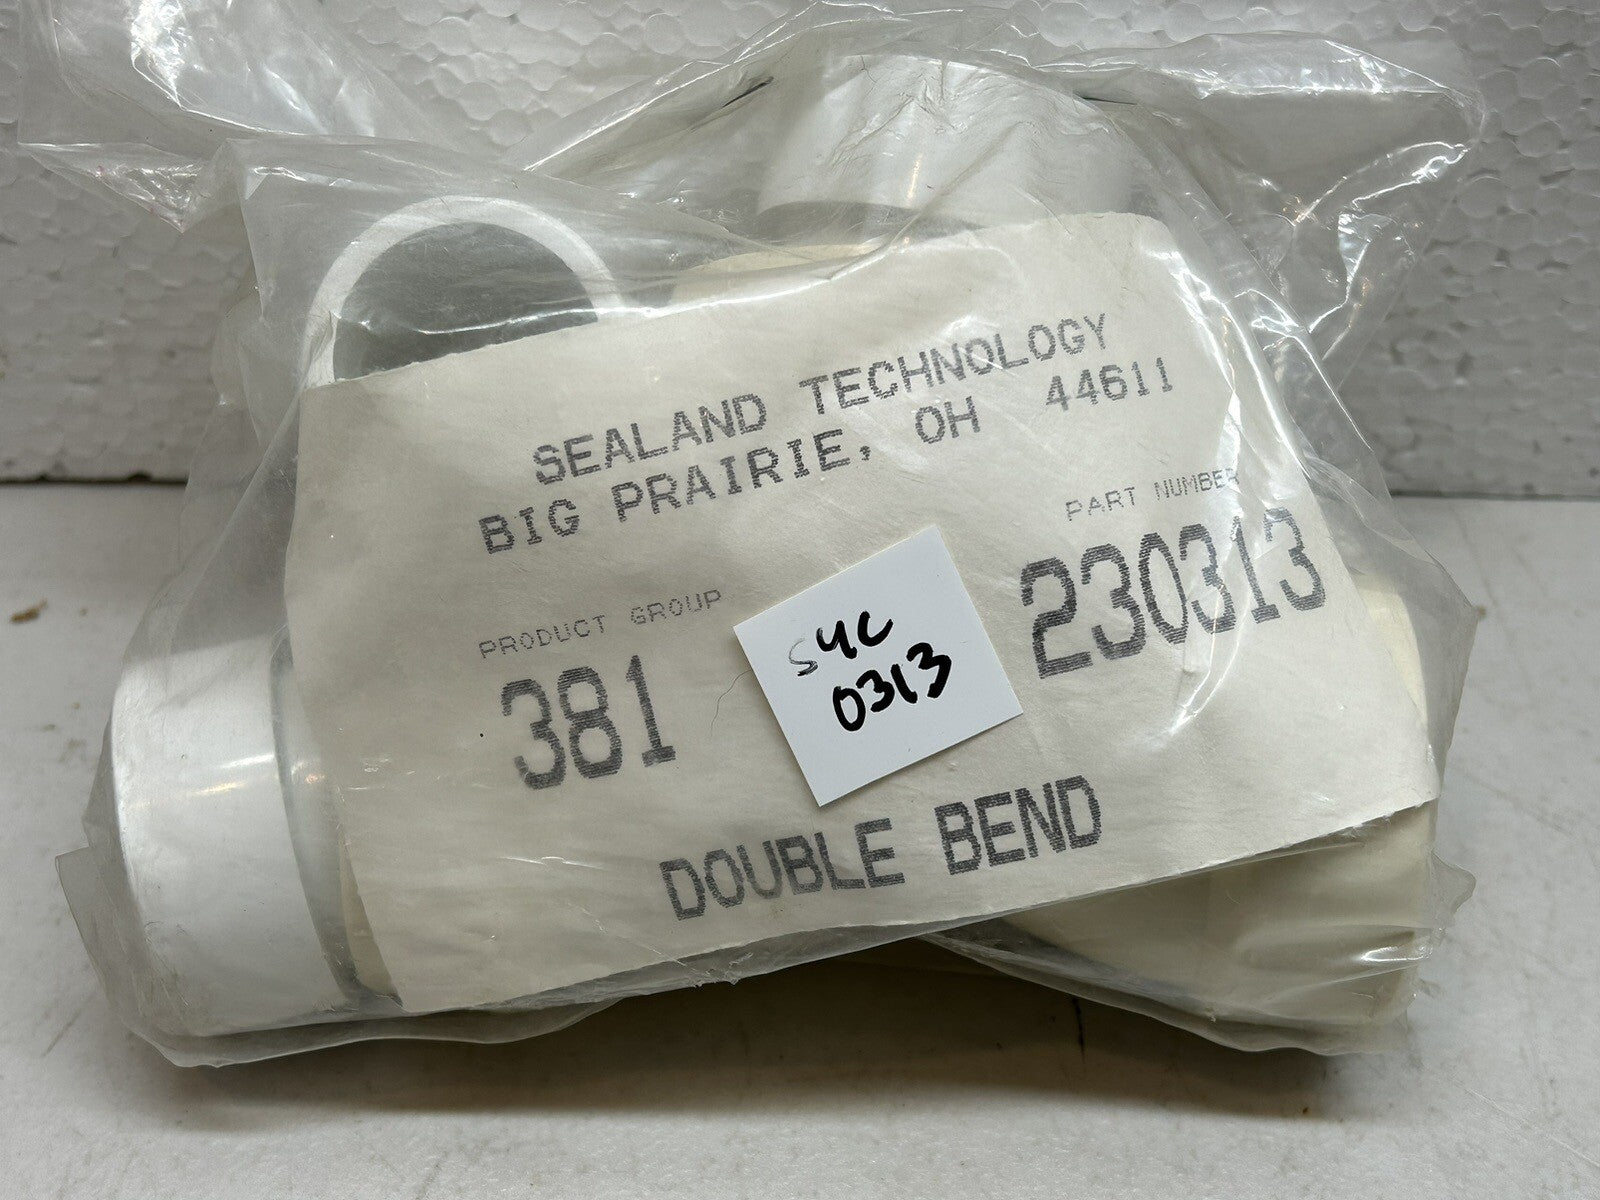 SEALAND TECHNOLOGY
BIG PRAIRIE, OH 44611
PRODUCT GROUP
381
PART NUMBER
230313
S4C
0313
DOUBLE BEND